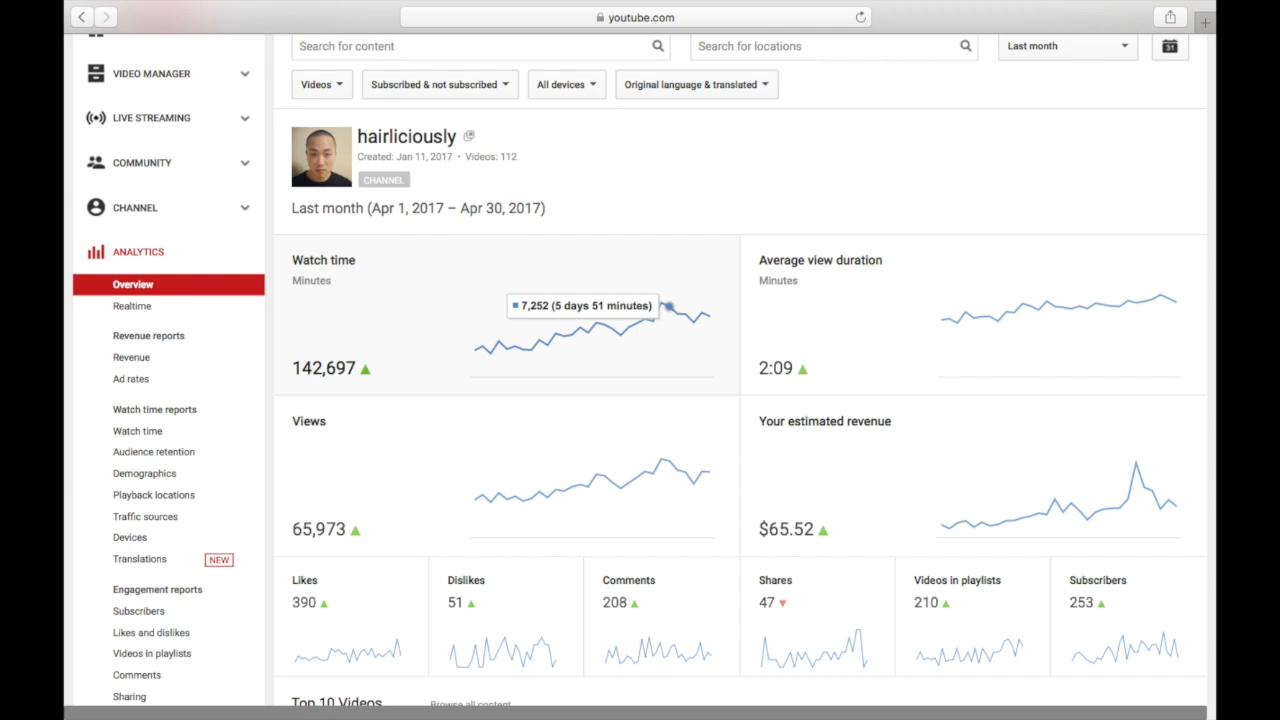 youtube.com
Search for content
Search for locations
Last month
31
Videos
Subscribed & not subscribed
All devices
Original language & translated
VIDEO MANAGER
LIVE STREAMING
COMMUNITY
CHANNEL
ANALYTICS
Overview
Realtime
Revenue reports
Revenue
Ad rates
Watch time reports
Watch time
Audience retention
Demographics
Playback locations
Traffic sources
Devices
Translations NEW
Engagement reports
Subscribers
Likes and dislikes
Videos in playlists
Comments
Sharing
hairliciously
Created: Jan 11, 2017 • Videos: 112
CHANNEL
Last month (Apr 1, 2017 – Apr 30, 2017)
Watch time
Minutes
7,252 (5 days 51 minutes)
142,697
Average view duration
Minutes
2:09
Views
65,973
Your estimated revenue
$65.52
Likes
390
Dislikes
51
Comments
208
Shares
47
Videos in playlists
210
Subscribers
253
Top 10 Videos
Browse all content